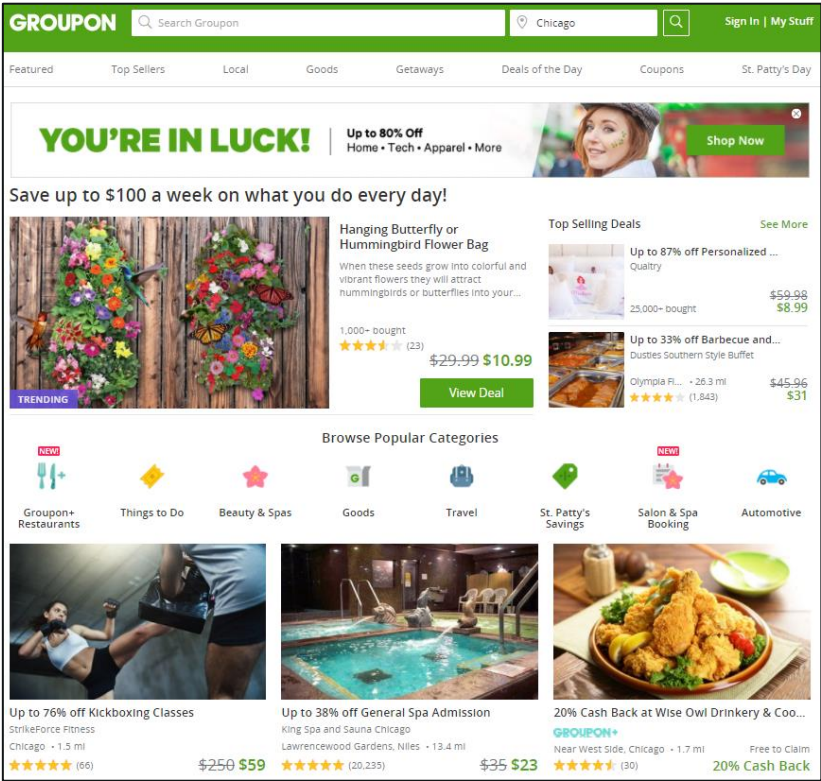 GROUPON
Search Groupon
Chicago
Sign In | My Stuff
Featured
Top Sellers
Local
Goods
Getaways
Deals of the Day
Coupons
St. Patty's Day
YOU'RE IN LUCK!
Up to 80% Off
Home • Tech • Apparel • More
Shop Now
Save up to $100 a week on what you do every day!
TRENDING
Hanging Butterfly or
Hummingbird Flower Bag
When these seeds grow into colorful and
vibrant flowers they will attract
hummingbirds or butterflies into your...
1,000+ bought
(23)
$29.99 $10.99
View Deal
Top Selling Deals
See More
Up to 87% off Personalized ...
Qualtry
25,000+ bought
$59.98
$8.99
Up to 33% off Barbecue and...
Dusties Southern Style Buffet
Olympia Fi... • 26.3 mi
$45.96
(1,843)
$31
Browse Popular Categories
NEW!
Groupon+
Restaurants
Things to Do
Beauty & Spas
G
Goods
Travel
St. Patty's
Savings
NEW!
Salon & Spa
Booking
Automotive
Up to 76% off Kickboxing Classes
StrikeForce Fitness
Chicago • 1.5 mi
(66)
$250 $59
Up to 38% off General Spa Admission
King Spa and Sauna Chicago
Lawrencewood Gardens, Niles • 13.4 mi
(20,235)
$35 $23
20% Cash Back at Wise Owl Drinkery & Coo...
GROUPON+
Near West Side, Chicago • 1.7 mi
Free to Claim
(30)
20% Cash Back